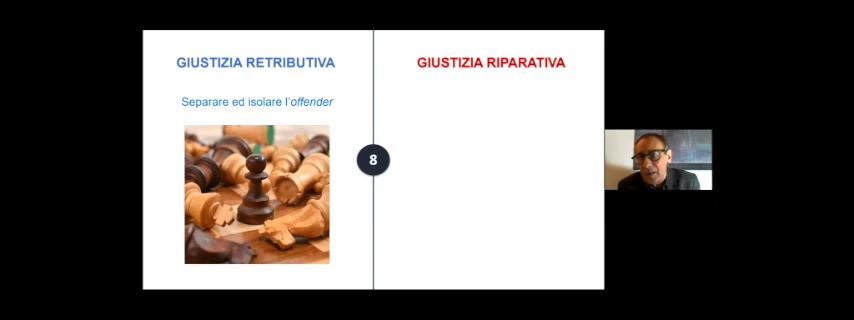 GIUSTIZIA RETRIBUTIVA
Separare ed isolare l'offender
8
GIUSTIZIA RIPARATIVA